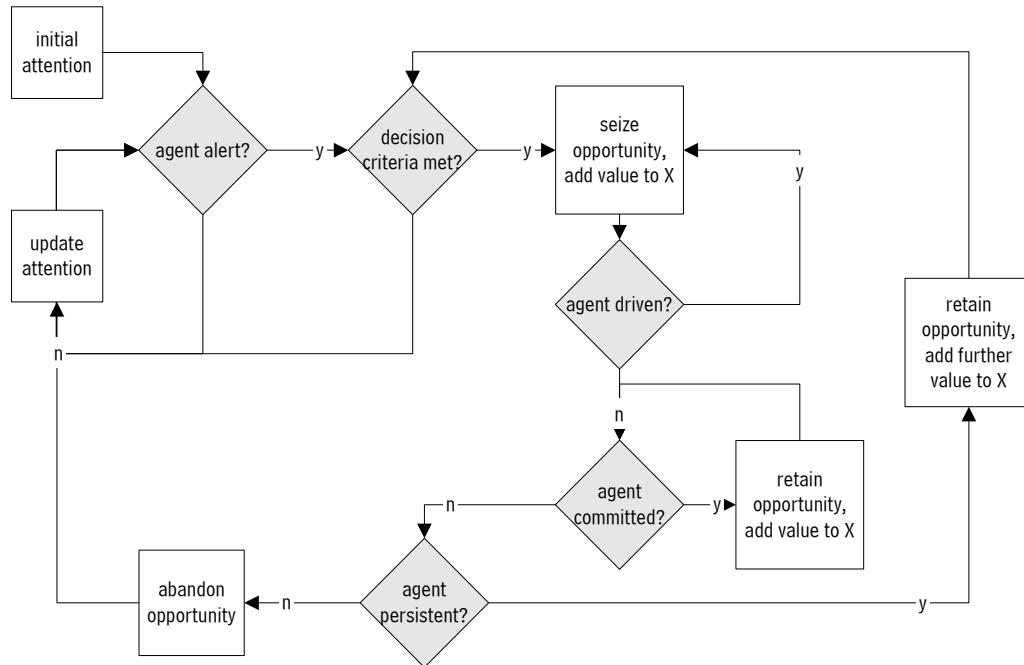 initial
attention
agent alert?
y
decision
criteria met?
y
seize
opportunity,
add value to X
y
update
attention
agent driven?
retain
opportunity,
add further
value to X
n
n
agent
committed?
y
retain
opportunity,
add value to X
n
agent
persistent?
n
abandon
opportunity
y